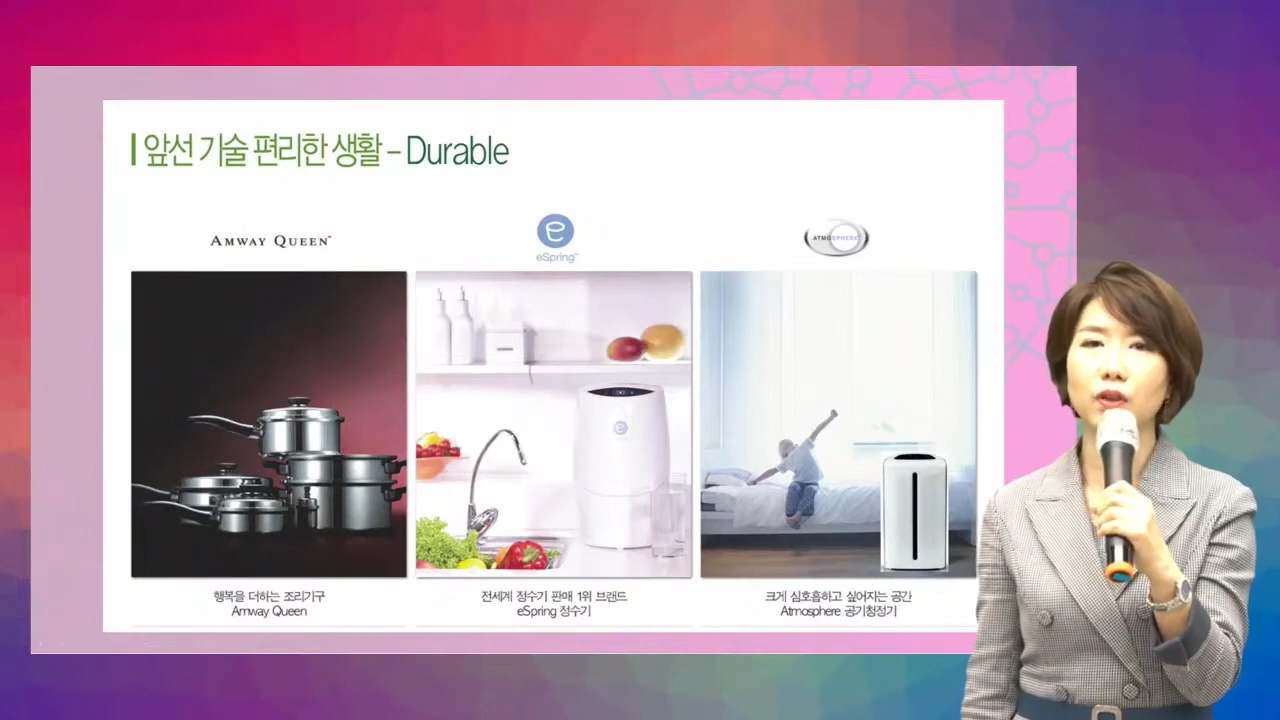 앞선 기술 편리한 생활 – Durable
AMWAY QUEEN™
e
eSpring™
ATMOSPHERE
e
행복을 더하는 조리기구
Amway Queen
전세계 정수기 판매 1위 브랜드
eSpring 정수기
크게 심호흡하고 싶어지는 공간
Atmosphere 공기청정기